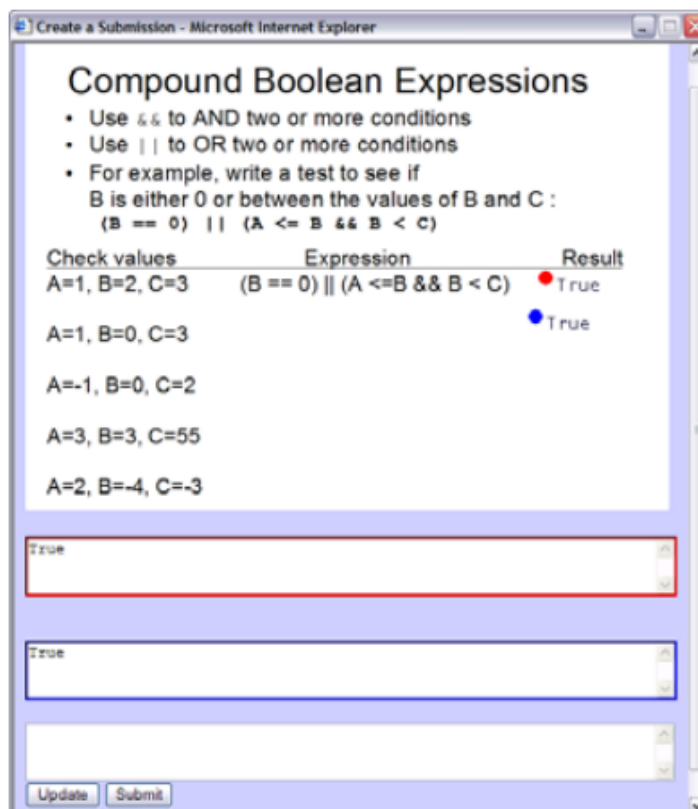 Create a Submission - Microsoft Internet Explorer
Compound Boolean Expressions
• Use && to AND two or more conditions
• Use || to OR two or more conditions
• For example, write a test to see if
B is either 0 or between the values of B and C :
(B == 0) || (A <= B && B < C)
Check values Expression Result
A=1, B=2, C=3 (B == 0) || (A <=B && B < C) True
True
A=1, B=0, C=3
A=-1, B=0, C=2
A=3, B=3, C=55
A=2, B=-4, C=-3
True
True
Update Submit